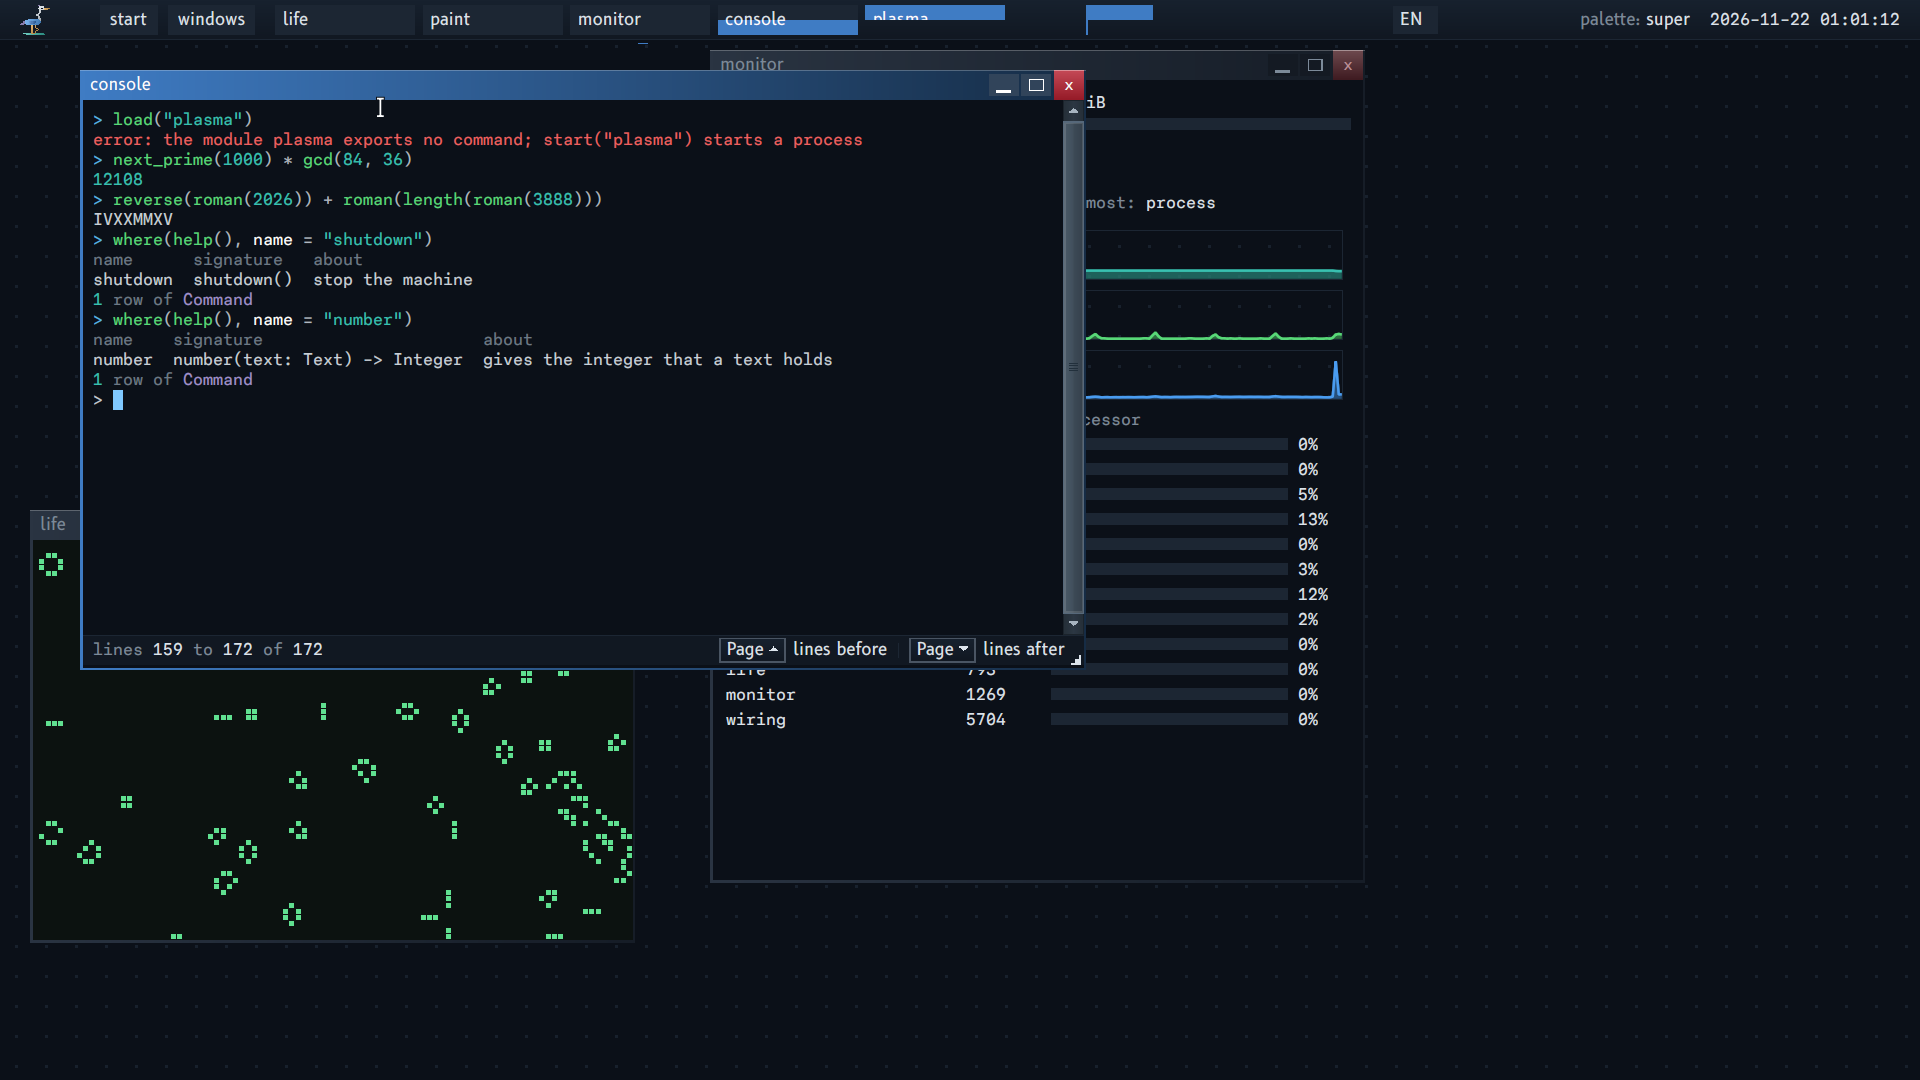 start windows life paint monitor console plasma EN palette: super 2026-11-22 01:01:12
monitor x
console x
iB
> load("plasma")
error: the module plasma exports no command; start("plasma") starts a process
> next_prime(1000) * gcd(84, 36)
12108
> reverse(roman(2026)) + roman(length(roman(3888)))
IVXXMMXV
most: process
> where(help(), name = "shutdown")
name signature about
shutdown shutdown() stop the machine
1 row of Command
> where(help(), name = "number")
name signature about
number number(text: Text) -> Integer gives the integer that a text holds
1 row of Command
>
cessor
0%
0%
5%
13%
life
0%
3%
12%
2%
0%
lines 159 to 172 of 172 Page lines before Page lines after
life 793 0%
monitor 1269 0%
wiring 5704 0%